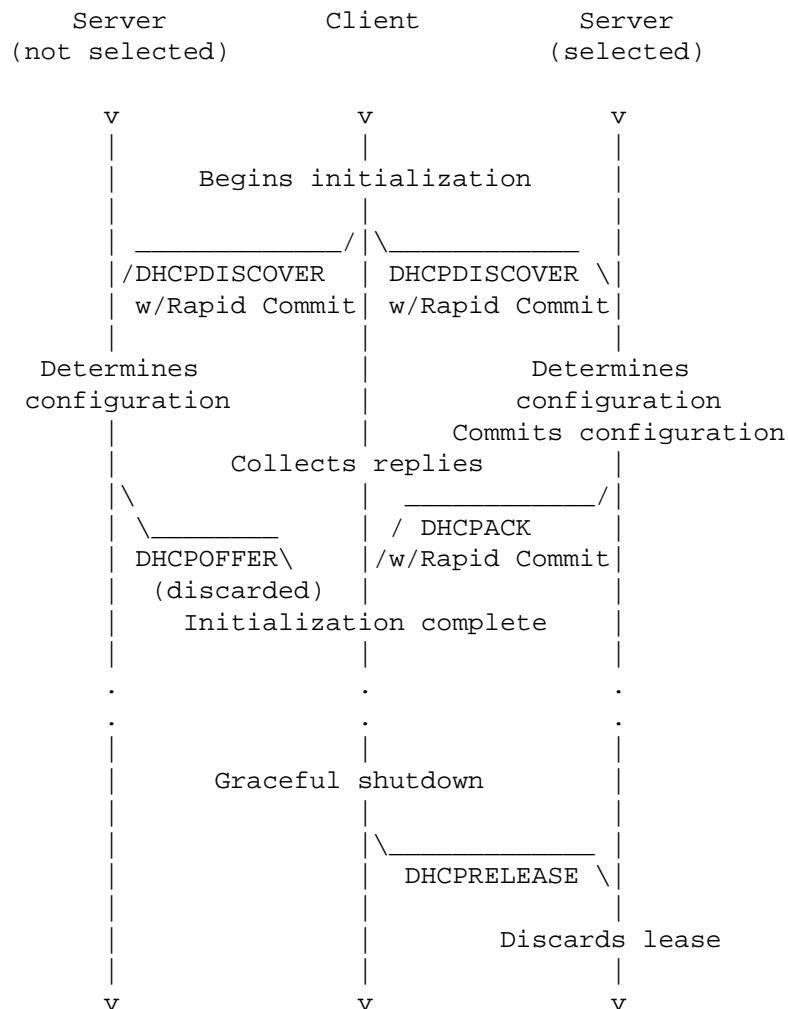 Server Client Server
(not selected) (selected)
v v v
Begins initialization
/DHCPDISCOVER DHCPDISCOVER \
w/Rapid Commit w/Rapid Commit
Determines Determines
configuration configuration
Commits configuration
Collects replies
/ DHCPACK
DHCPOFFER\ /w/Rapid Commit
(discarded)
Initialization complete
. . .
. . .
Graceful shutdown
DHCPRELEASE \
Discards lease
v v v